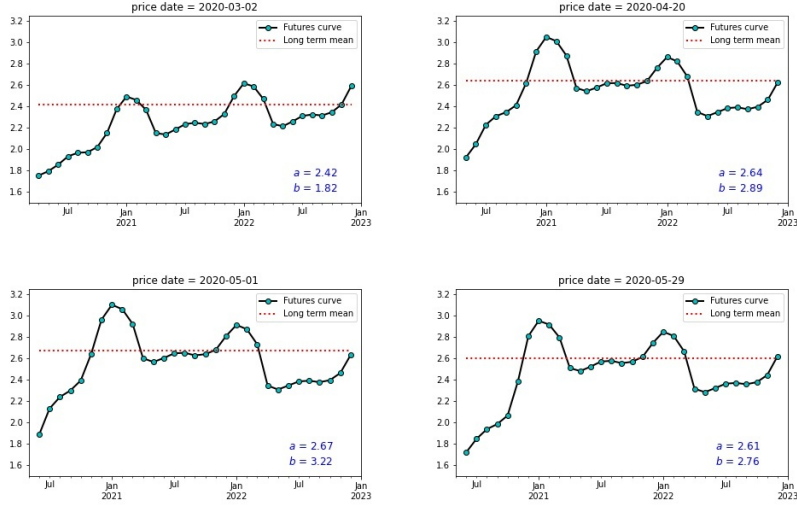 price date = 2020-03-02
3.2
3.0
2.8
2.6
2.4
2.2
2.0
1.8
1.6
Futures curve
Long term mean
a = 2.42
b = 1.82
Jul
Jan
2021
Jul
Jan
2022
Jul
Jan
2023
price date = 2020-04-20
3.2
3.0
2.8
2.6
2.4
2.2
2.0
1.8
1.6
Futures curve
Long term mean
a = 2.64
b = 2.89
Jul
Jan
2021
Jul
Jan
2022
Jul
Jan
2023
price date = 2020-05-01
3.2
3.0
2.8
2.6
2.4
2.2
2.0
1.8
1.6
Futures curve
Long term mean
a = 2.67
b = 3.22
Jul
Jan
2021
Jul
Jan
2022
Jul
Jan
2023
price date = 2020-05-29
3.2
3.0
2.8
2.6
2.4
2.2
2.0
1.8
1.6
Futures curve
Long term mean
a = 2.61
b = 2.76
Jul
Jan
2021
Jul
Jan
2022
Jul
Jan
2023